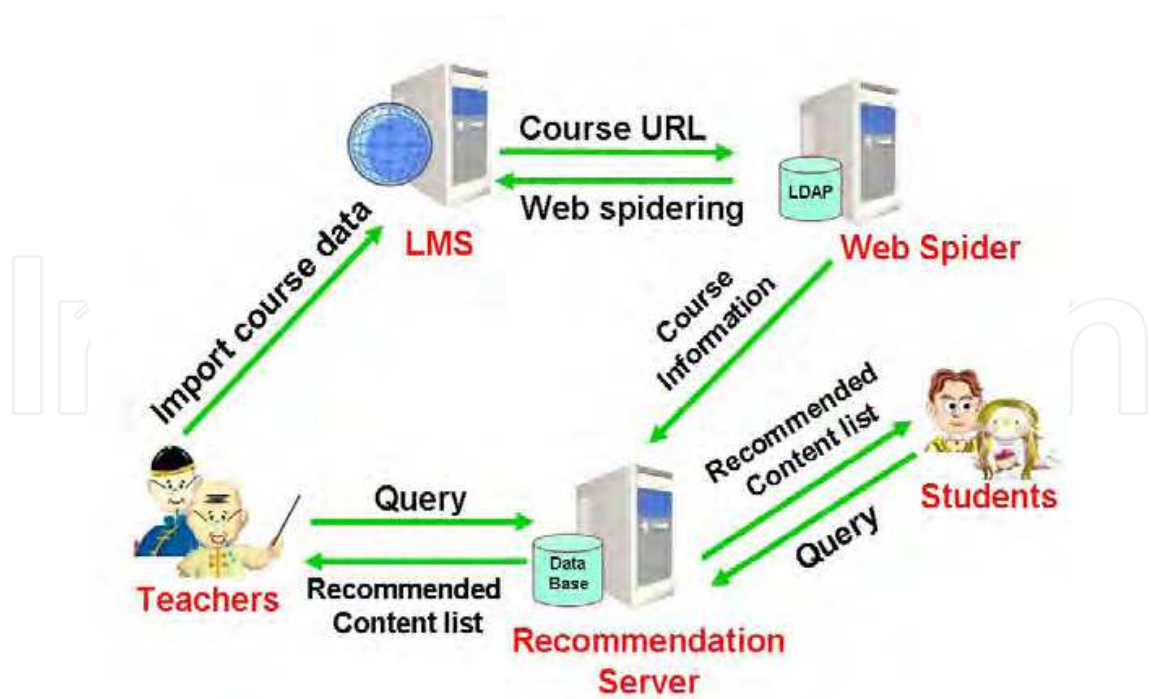 Course URL
Web spidering
LMS
LDAP
Web Spider
Import course data
Course
Information
Recommended
Content list
Students
Query
Query
Recommended
Content list
Teachers
Data
Base
Recommendation
Server